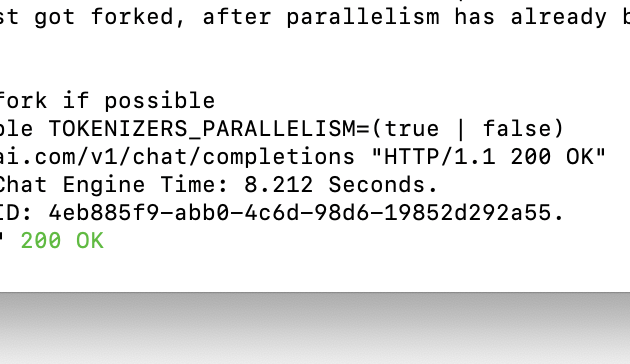 st got forked, after parallelism has already b
fork if possible
ble TOKENIZERS_PARALLELISM=(true | false)
ai.com/v1/chat/completions "HTTP/1.1 200 OK"
Chat Engine Time: 8.212 Seconds.
ID: 4eb885f9-abb0-4c6d-98d6-19852d292a55.
" 200 OK